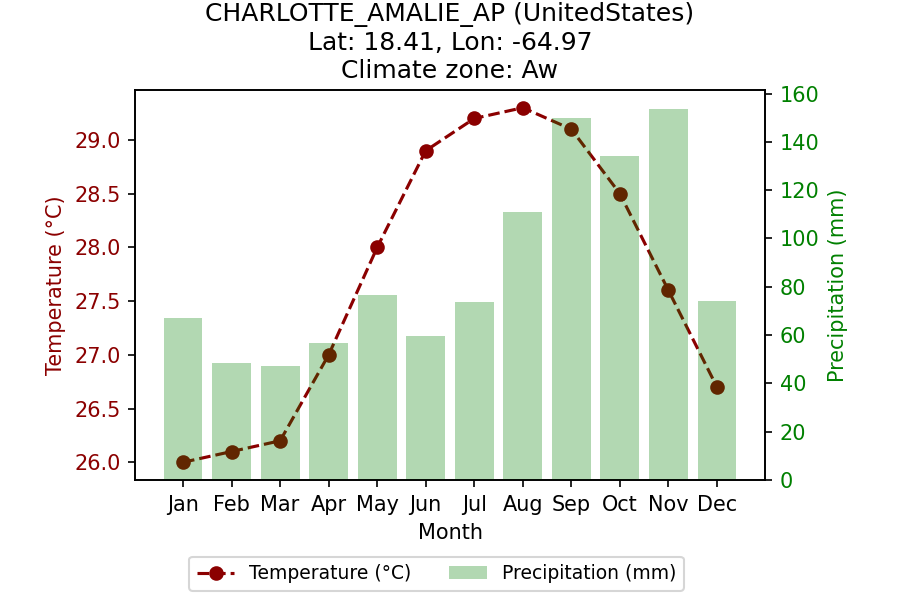 CHARLOTTE_AMALIE_AP (UnitedStates)
Lat: 18.41, Lon: -64.97
Climate zone: Aw
Temperature (°C)
29.0
28.5
28.0
27.5
27.0
26.5
26.0
160
140
120
100
80
60
40
20
0
Precipitation (mm)
Jan Feb Mar Apr May Jun Jul Aug Sep Oct Nov Dec
Month
Temperature (°C) Precipitation (mm)